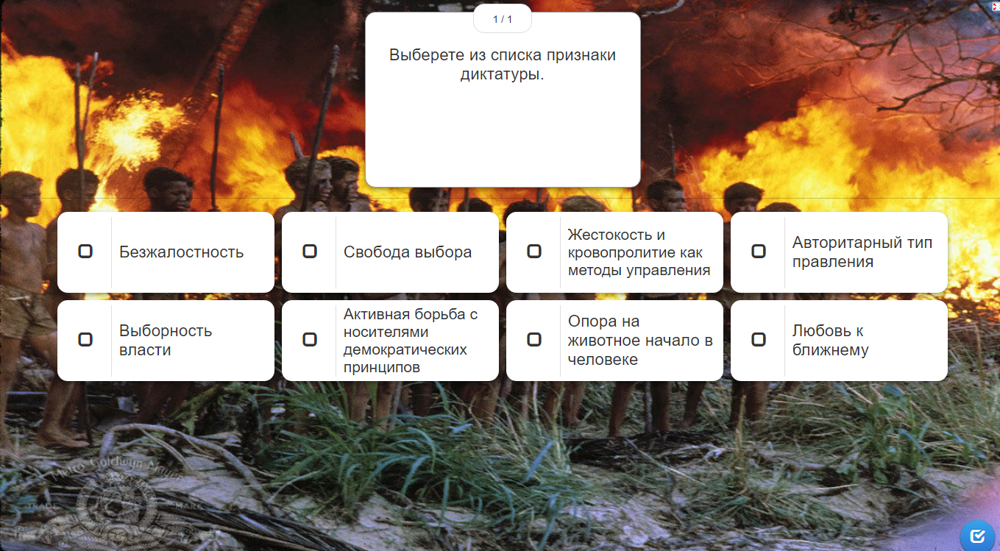 1 / 1
Выберете из списка признаки
диктатуры.
Безжалостность
Свобода выбора
Жестокость и
кровопролитие как
методы управления
Авторитарный тип
правления
Выборность
власти
Активная борьба с
носителями
демократических
принципов
Опора на
животное начало в
человеке
Любовь к
ближнему
Metro Goldwyn Mayer
TRADE
MARK